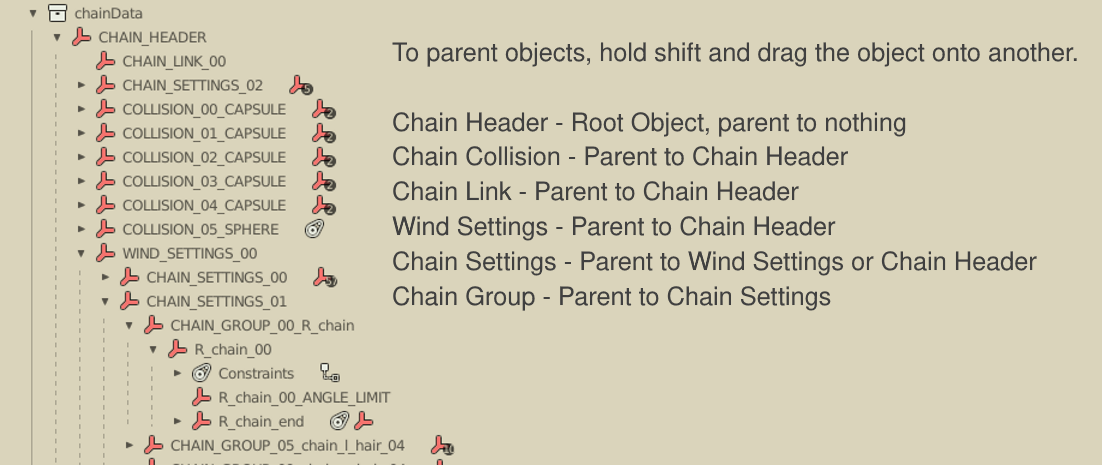 chainData
CHAIN_HEADER
To parent objects, hold shift and drag the object onto another.
CHAIN_LINK_00
CHAIN_SETTINGS_02 5
COLLISION_00_CAPSULE 2
Chain Header - Root Object, parent to nothing
COLLISION_01_CAPSULE 2
COLLISION_02_CAPSULE 2
Chain Collision - Parent to Chain Header
COLLISION_03_CAPSULE 2
Chain Link - Parent to Chain Header
COLLISION_04_CAPSULE 2
COLLISION_05_SPHERE
Wind Settings - Parent to Chain Header
WIND_SETTINGS_00
Chain Settings - Parent to Wind Settings or Chain Header
CHAIN_SETTINGS_00
CHAIN_SETTINGS_01
Chain Group - Parent to Chain Settings
CHAIN_GROUP_00_R_chain
R_chain_00
Constraints
R_chain_00_ANGLE_LIMIT
R_chain_end
CHAIN_GROUP_05_chain_l_hair_04 10